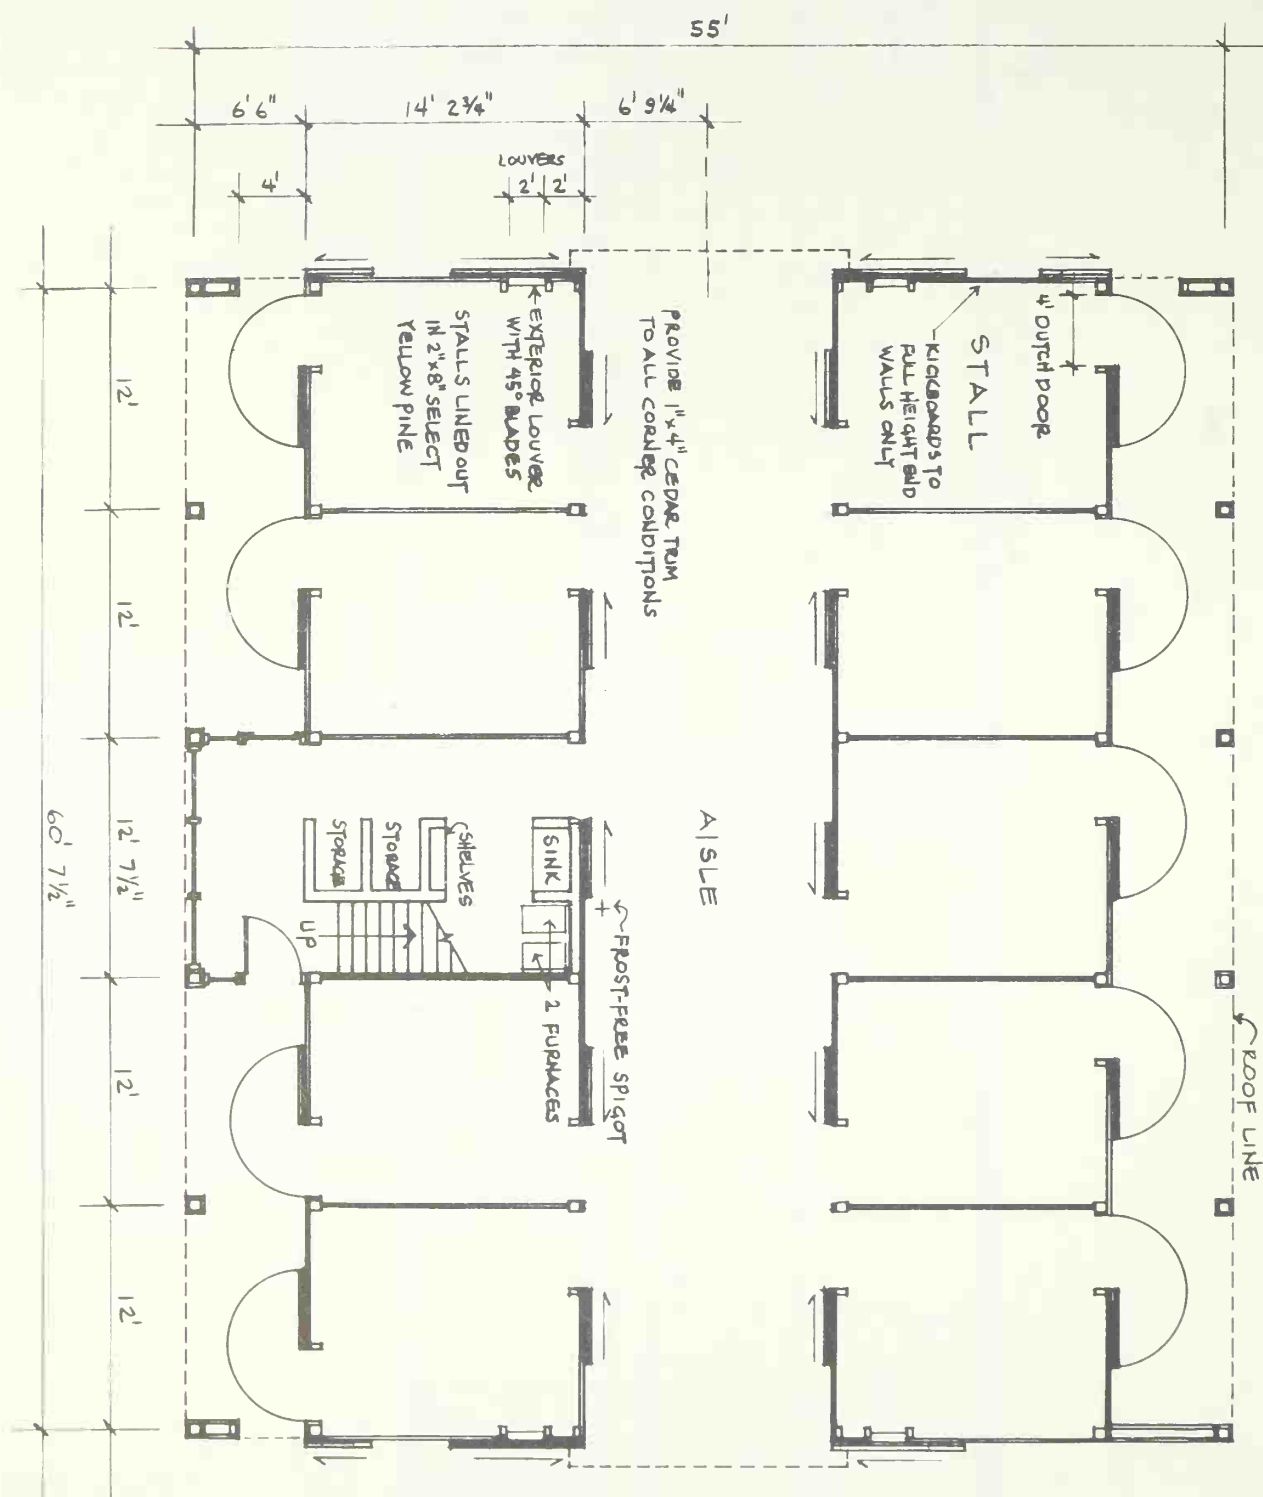 55'
6' 6"
14' 2¾"
6' 9¼"
LOUVERS
4'
2'
2'
12'
12'
12' 7½"
12'
12'
60' 7½"
STALLS LINED OUT
IN 2"x8" SELECT
YELLOW PINE
EXTERIOR LOUVER
WITH 45° BLADES
PROVIDE 1"x4" CEDAR TRIM
TO ALL CORNER CONDITIONS
4' DUTCH DOOR
STALL
KICKBOARDS TO
FULL HEIGHT END
WALLS ONLY
AISLE
STORAGE
STORAGE
SHELVES
SINK
UP
FROST-FREE SPIGOT
2 FURNACES
ROOF LINE